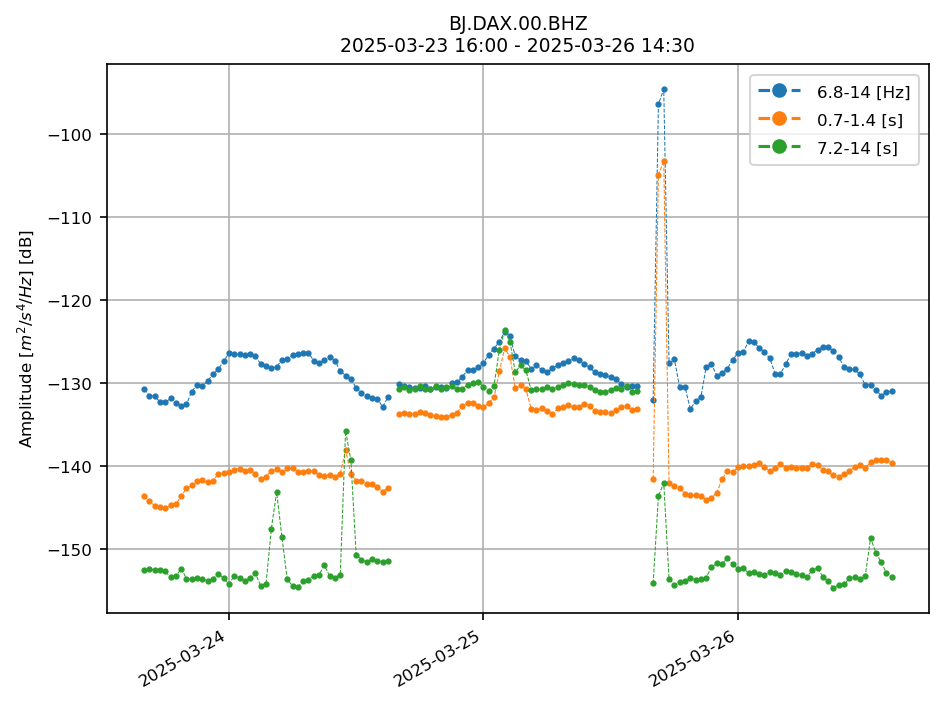 BJ.DAX.00.BHZ
2025-03-23 16:00 - 2025-03-26 14:30
6.8-14 [Hz]
0.7-1.4 [s]
7.2-14 [s]
Amplitude [m²/s⁴/Hz] [dB]
−100
−110
−120
−130
−140
−150
2025-03-24
2025-03-25
2025-03-26